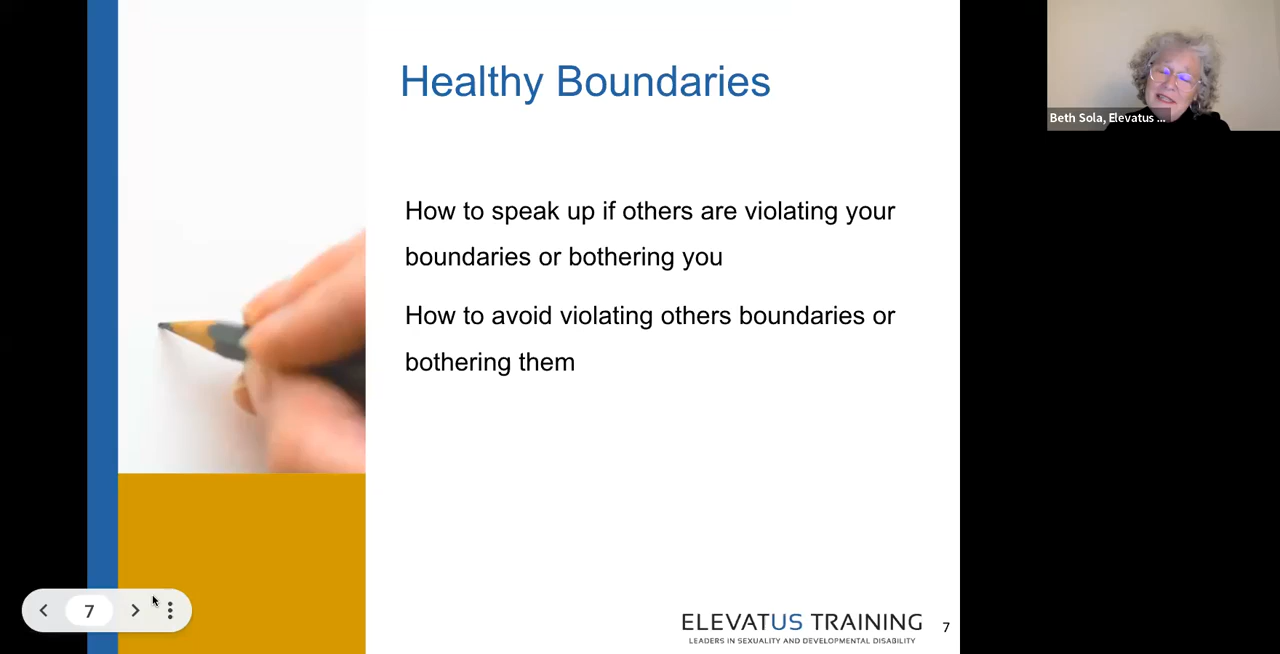 Healthy Boundaries
Beth Sola, Elevatus ...
How to speak up if others are violating your
boundaries or bothering you
How to avoid violating others boundaries or
bothering them
7
ELEVATUS TRAINING
LEADERS IN SEXUALITY AND DEVELOPMENTAL DISABILITY
7